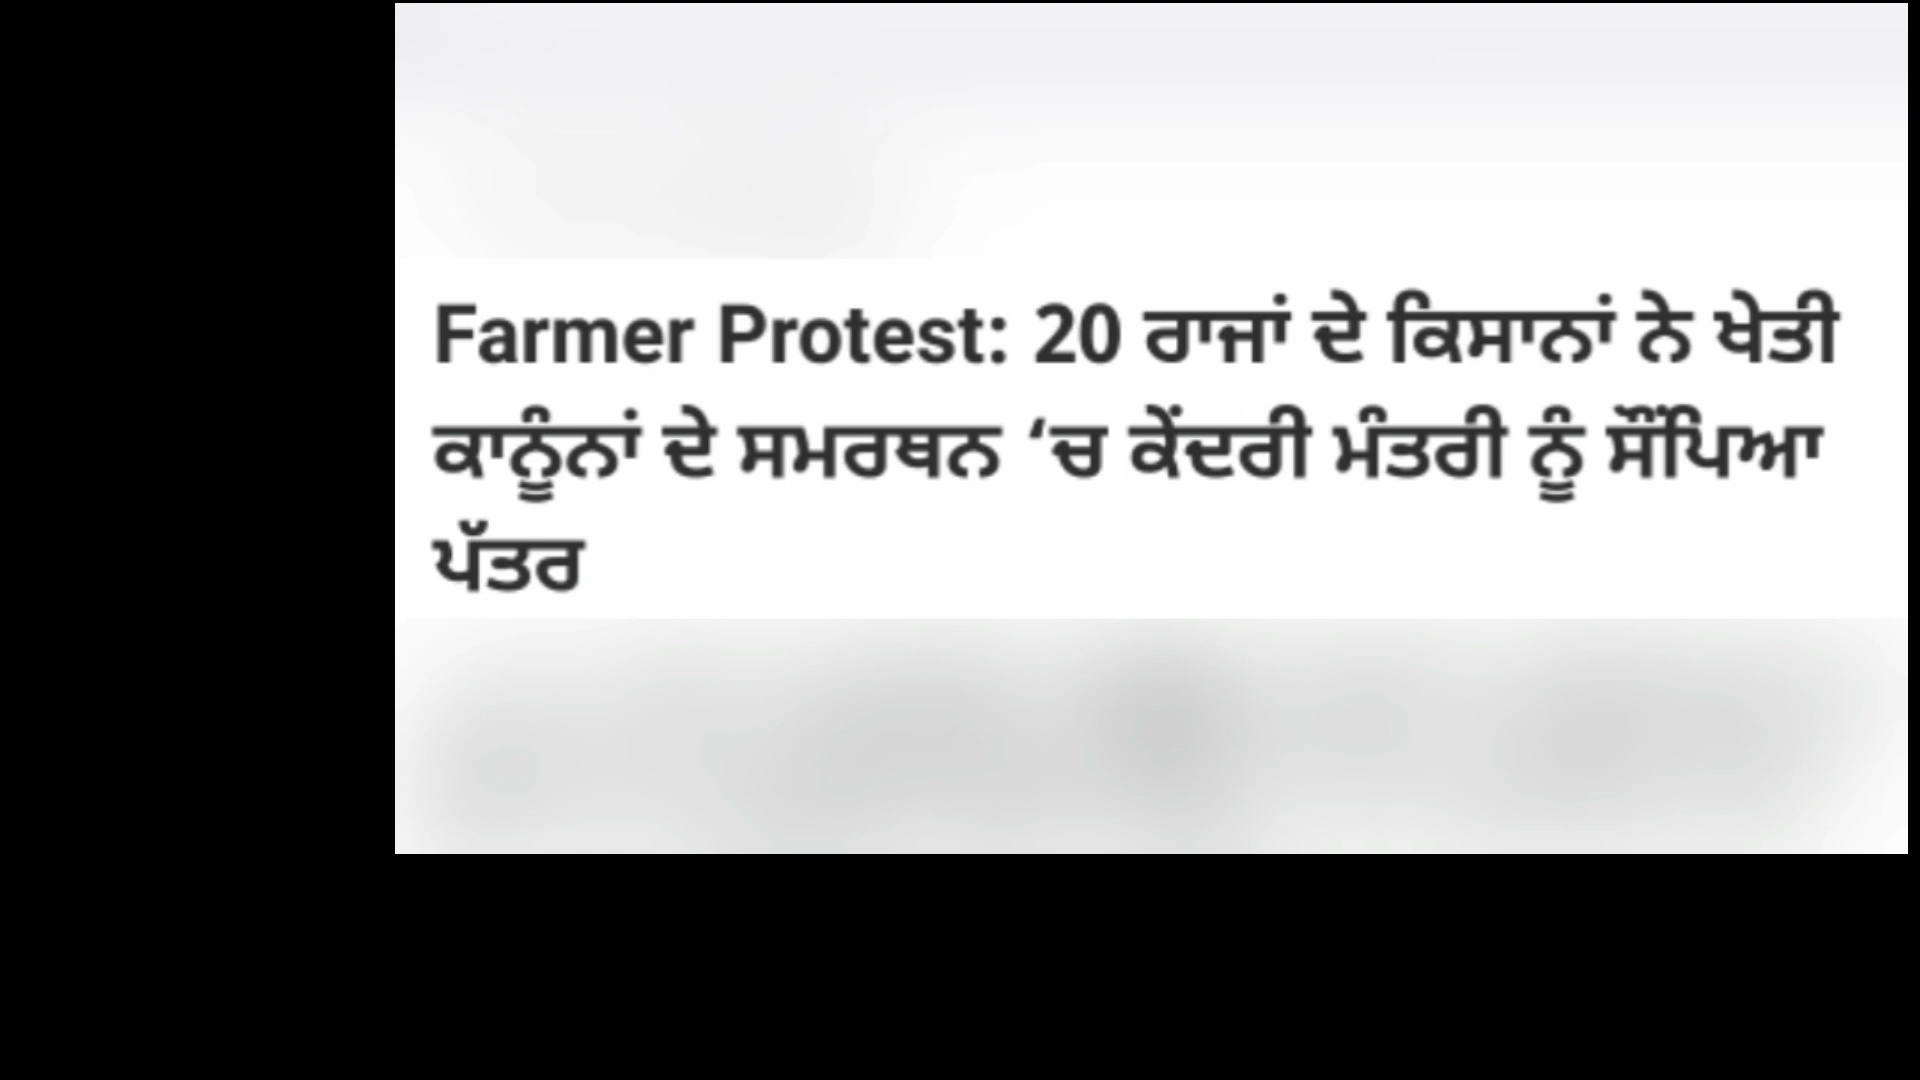 Farmer Protest: 20 ਰਾਜਾਂ ਦੇ ਕਿਸਾਨਾਂ ਨੇ ਖੇਤੀ
ਕਾਨੂੰਨਾਂ ਦੇ ਸਮਰਥਨ ‘ਚ ਕੇਂਦਰੀ ਮੰਤਰੀ ਨੂੰ ਸੌਂਪਿਆ
ਪੱਤਰ